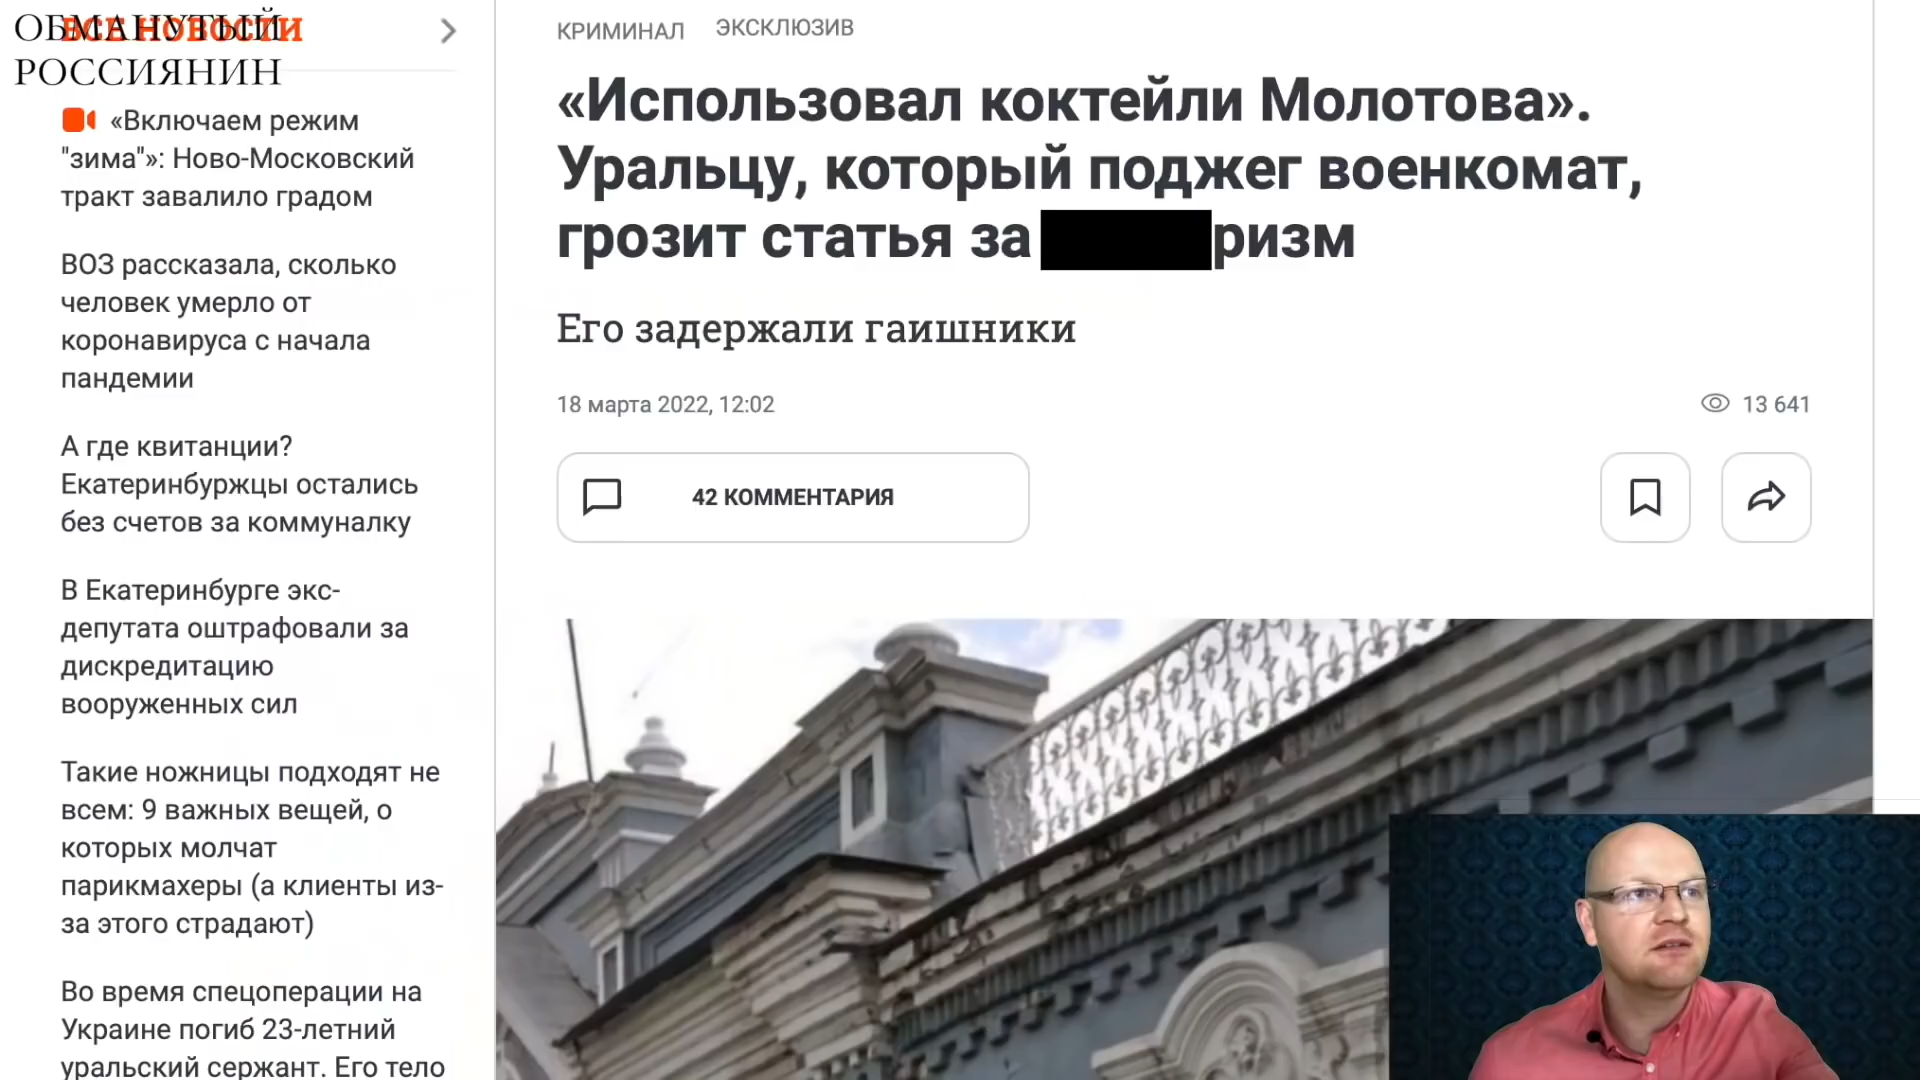 ОБМАНУТЫЙ
РОССИЯНИН
ВСЕ НОВОСТИ
«Включаем режим
"зима"»: Ново-Московский
тракт завалило градом
ВОЗ рассказала, сколько
человек умерло от
коронавируса с начала
пандемии
А где квитанции?
Екатеринбуржцы остались
без счетов за коммуналку
В Екатеринбурге экс-
депутата оштрафовали за
дискредитацию
вооруженных сил
Такие ножницы подходят не
всем: 9 важных вещей, о
которых молчат
парикмахеры (а клиенты из-
за этого страдают)
Во время спецоперации на
Украине погиб 23-летний
уральский сержант. Его тело
КРИМИНАЛ ЭКСКЛЮЗИВ
«Использовал коктейли Молотова».
Уральцу, который поджег военкомат,
грозит статья за ризм
Его задержали гаишники
18 марта 2022, 12:02
13 641
42 КОММЕНТАРИЯ